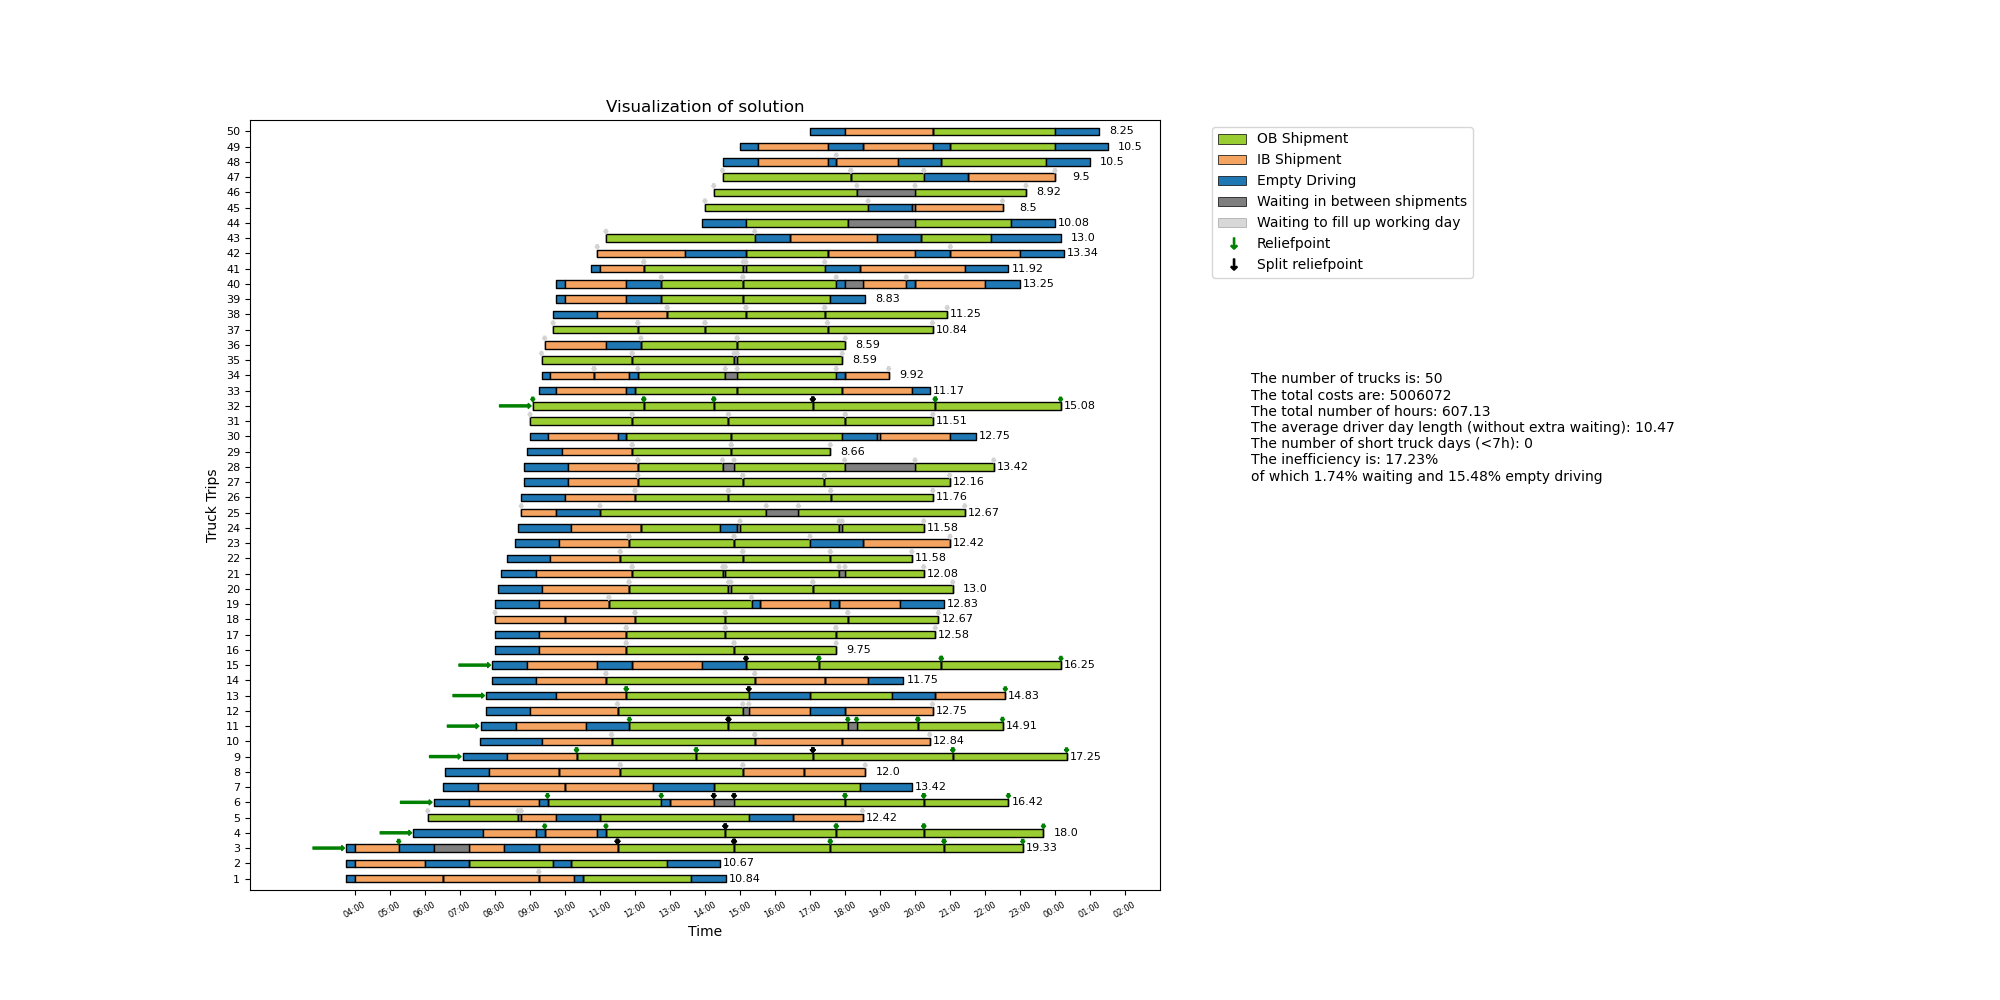 Visualization of solution
Truck Trips
50 8.25
49 10.5
48 10.5
47 9.5
46 8.92
45 8.5
44 10.08
43 13.0
42 13.34
41 11.92
40 13.25
39 8.83
38 11.25
37 10.84
36 8.59
35 8.59
34 9.92
33 11.17
32 15.08
31 11.51
30 12.75
29 8.66
28 13.42
27 12.16
26 11.76
25 12.67
24 11.58
23 12.42
22 11.58
21 12.08
20 13.0
19 12.83
18 12.67
17 12.58
16 9.75
15 16.25
14 11.75
13 14.83
12 12.75
11 14.91
10 12.84
9 17.25
8 12.0
7 13.42
6 16.42
5 12.42
4 18.0
3 19.33
2 10.67
1 10.84
04:00 05:00 06:00 07:00 08:00 09:00 10:00 11:00 12:00 13:00 14:00 15:00 16:00 17:00 18:00 19:00 20:00 21:00 22:00 23:00 00:00 01:00 02:00
Time
OB Shipment
IB Shipment
Empty Driving
Waiting in between shipments
Waiting to fill up working day
Reliefpoint
Split reliefpoint
The number of trucks is: 50
The total costs are: 5006072
The total number of hours: 607.13
The average driver day length (without extra waiting): 10.47
The number of short truck days (<7h): 0
The inefficiency is: 17.23%
of which 1.74% waiting and 15.48% empty driving